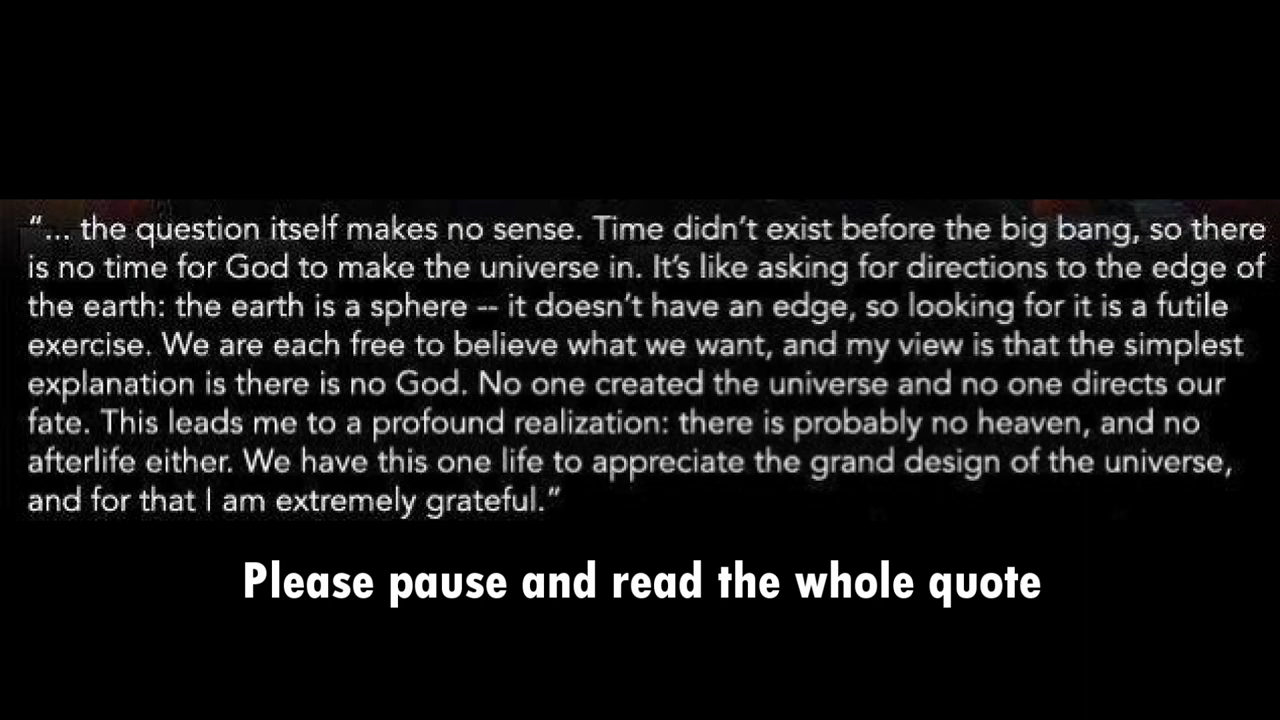 “... the question itself makes no sense. Time didn’t exist before the big bang, so there
is no time for God to make the universe in. It’s like asking for directions to the edge of
the earth: the earth is a sphere -- it doesn’t have an edge, so looking for it is a futile
exercise. We are each free to believe what we want, and my view is that the simplest
explanation is there is no God. No one created the universe and no one directs our
fate. This leads me to a profound realization: there is probably no heaven, and no
afterlife either. We have this one life to appreciate the grand design of the universe,
and for that I am extremely grateful.”
Please pause and read the whole quote